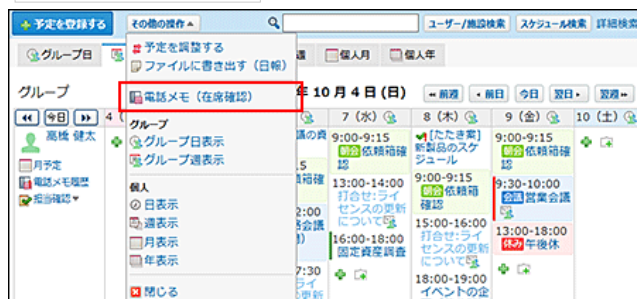 予定を登録する
その他の操作
ユーザー/施設検索
スケジュール検索
詳細検索
グループ日
個人月
個人年
予定を調整する
ファイルに書き出す（日報）
電話メモ（在席確認）
グループ
グループ日表示
グループ週表示
個人
日表示
週表示
月表示
年表示
閉じる
グループ
年 10月 4 日 (日)
前週
前日
今日
翌日
翌週
今日
高橋 健太
月予定
電話メモ履歴
担当確認
7 (水)
9:00-9:15
朝会 依頼箱確認
13:00-14:00
打合せ:ライセンスの更新について
16:00-18:00
固定資産調査
8 (木)
[たたき案]
新製品のスケジュール
9:00-9:15
朝会 依頼箱確認
15:00-16:00
打合せ:ライセンスの更新について
18:00-19:00
イベントの企
9 (金)
9:00-9:15
朝会 依頼箱確認
9:30-10:00
会議 営業会議
13:00-18:00
休み 午後休
10 (土)